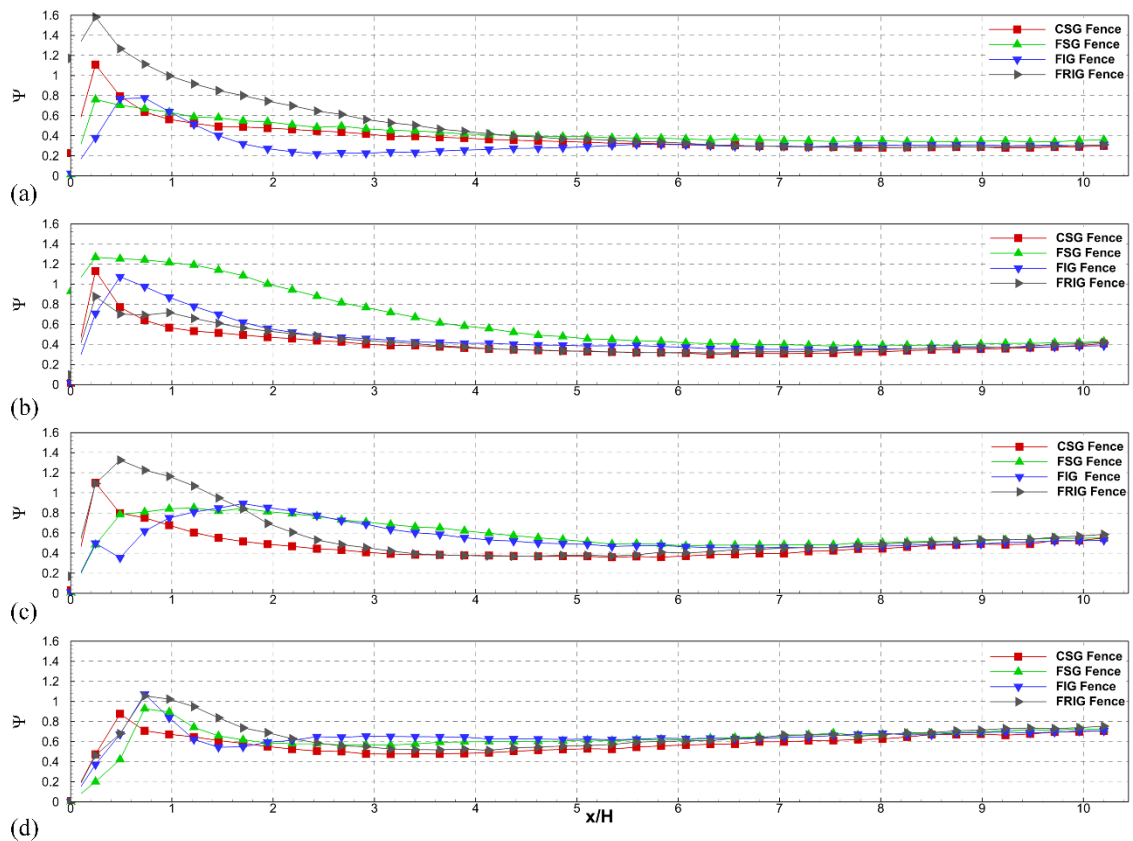 1.6
1.4
1.2
1
0.8
0.6
0.4
0.2
0
Ψ
CSG Fence
FSG Fence
FIG Fence
FRIG Fence
0 1 2 3 4 5 6 7 8 9 10
(a)
1.6
1.4
1.2
1
0.8
0.6
0.4
0.2
0
Ψ
CSG Fence
FSG Fence
FIG Fence
FRIG Fence
0 1 2 3 4 5 6 7 8 9 10
(b)
1.6
1.4
1.2
1
0.8
0.6
0.4
0.2
0
Ψ
CSG Fence
FSG Fence
FIG Fence
FRIG Fence
0 1 2 3 4 5 6 7 8 9 10
(c)
1.6
1.4
1.2
1
0.8
0.6
0.4
0.2
0
Ψ
CSG Fence
FSG Fence
FIG Fence
FRIG Fence
0 1 2 3 4 5 6 7 8 9 10
x/H
(d)